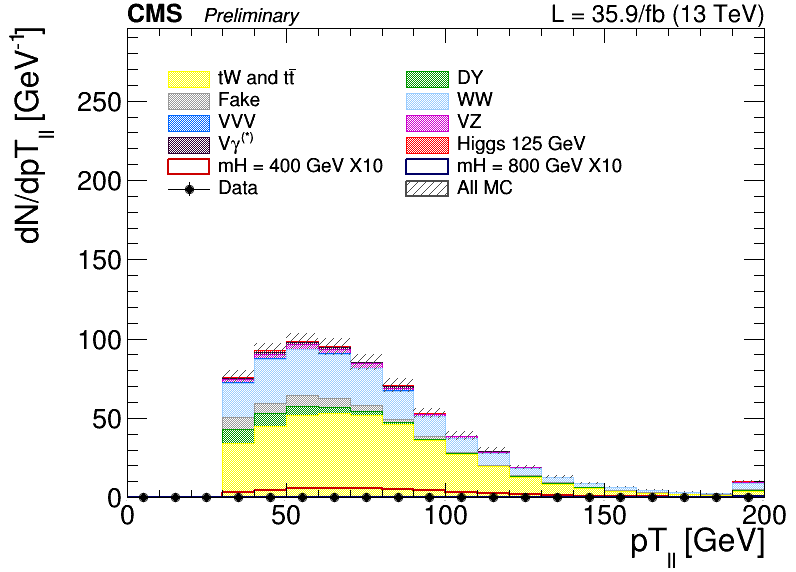 CMS Preliminary L = 35.9/fb (13 TeV)
dN/dpT_ll [GeV⁻¹]
tW and tt̄ DY
Fake WW
VVV VZ
Vγ(*) Higgs 125 GeV
mH = 400 GeV X10 mH = 800 GeV X10
Data All MC
250
200
150
100
50
0
0 50 100 150 200
pT_ll [GeV]